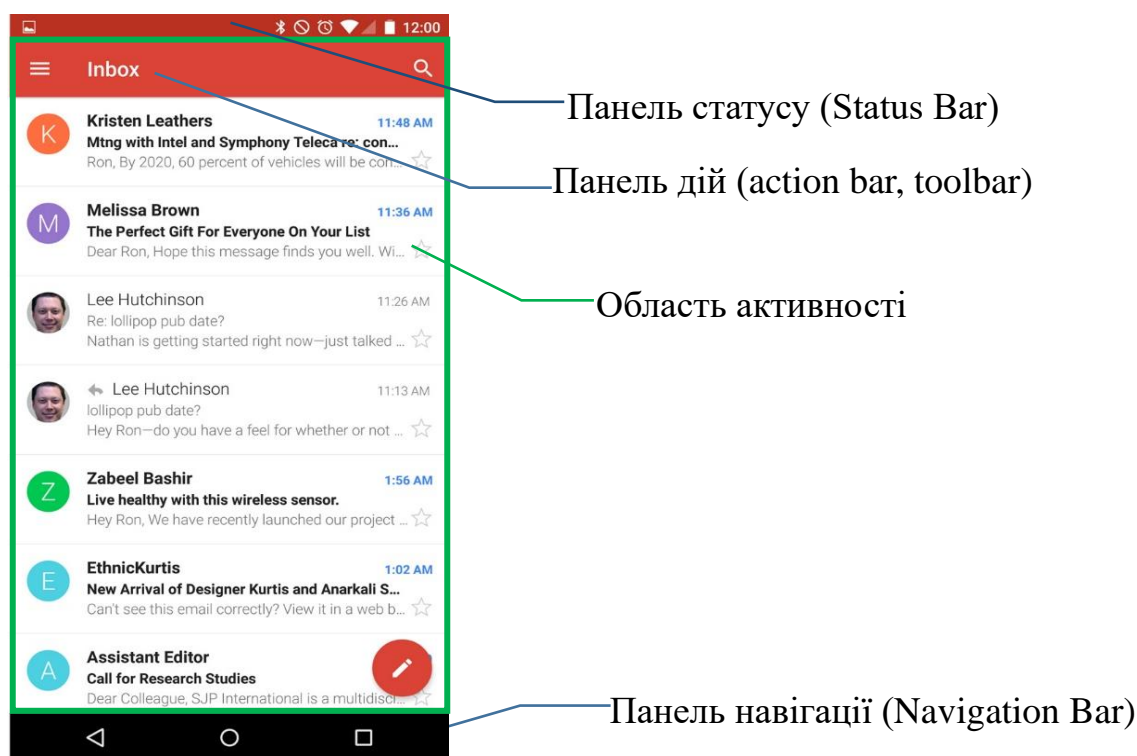 12:00
Inbox
Панель статусу (Status Bar)
Kristen Leathers 11:48 AM
Mtng with Intel and Symphony Teleca re: con...
Ron, By 2020, 60 percent of vehicles will be con...
Панель дій (action bar, toolbar)
Melissa Brown 11:36 AM
The Perfect Gift For Everyone On Your List
Dear Ron, Hope this message finds you well. Wi...
Область активності
Lee Hutchinson 11:26 AM
Re: lollipop pub date?
Nathan is getting started right now—just talked ...
Lee Hutchinson 11:13 AM
lollipop pub date?
Hey Ron—do you have a feel for whether or not ...
Zabeel Bashir 1:56 AM
Live healthy with this wireless sensor.
Hey Ron, We have recently launched our project ...
EthnicKurtis 1:02 AM
New Arrival of Designer Kurtis and Anarkali S...
Can't see this email correctly? View it in a web b...
Assistant Editor
Call for Research Studies
Dear Colleague, SJP International is a multidisci...
Панель навігації (Navigation Bar)
K
M
Z
E
A